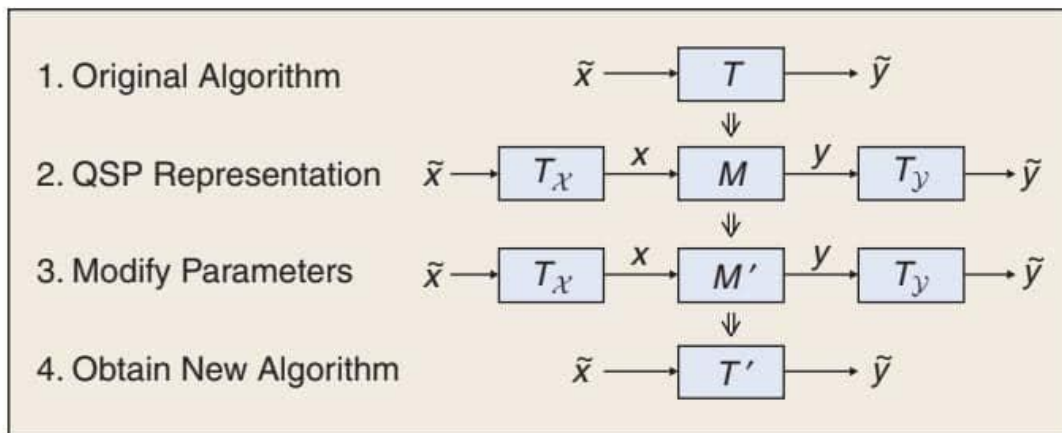 1. Original Algorithm x̃ T ỹ
⇓
2. QSP Representation x̃ T𝒳 x M y T𝒴 ỹ
⇓
3. Modify Parameters x̃ T𝒳 x M′ y T𝒴 ỹ
⇓
4. Obtain New Algorithm x̃ T′ ỹ